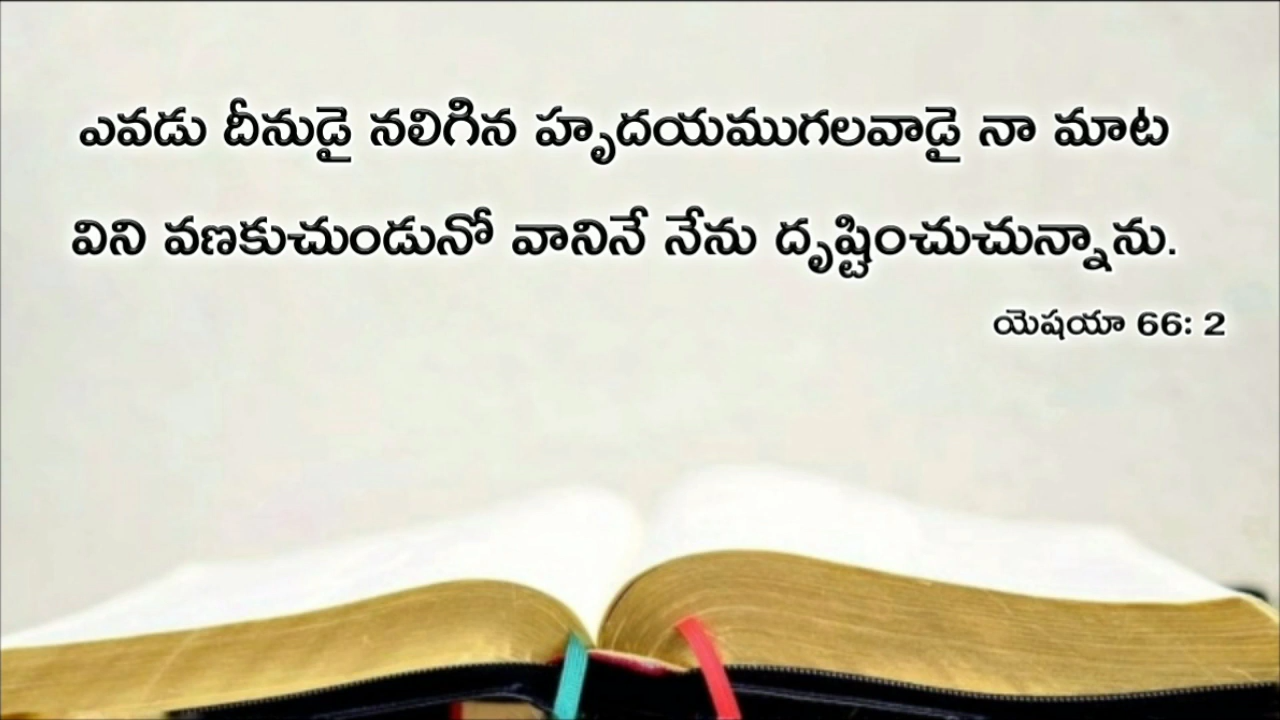 ఎవడు దీనుడై నలిగిన హృదయముగలవాడై నా మాట
విని వణకుచుండునో వానినే నేను దృష్టించుచున్నాను.
యెషయా 66: 2